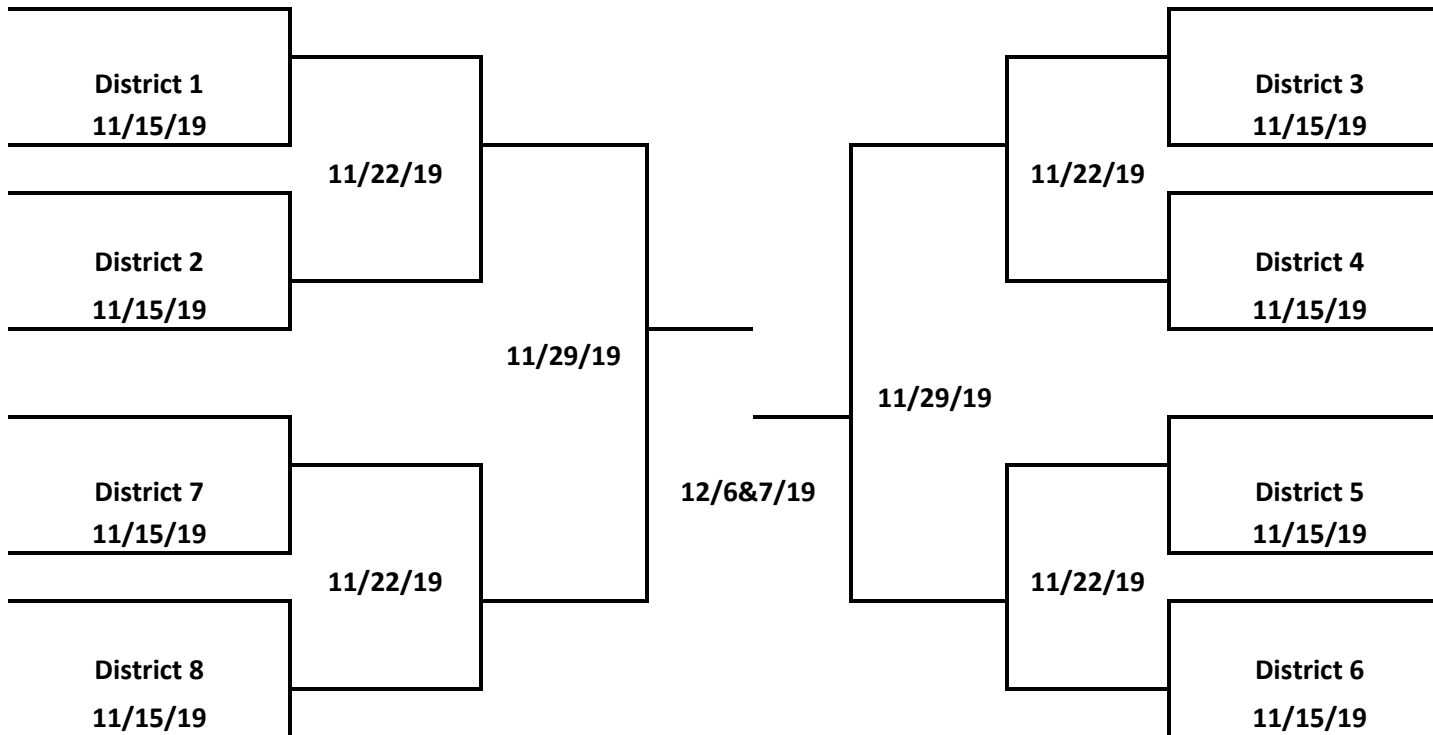 District 1
11/15/19
11/22/19
District 2
11/15/19
11/29/19
District 7
11/15/19
11/22/19
District 8
11/15/19
12/6&7/19
District 3
11/15/19
11/22/19
District 4
11/15/19
11/29/19
District 5
11/15/19
11/22/19
District 6
11/15/19